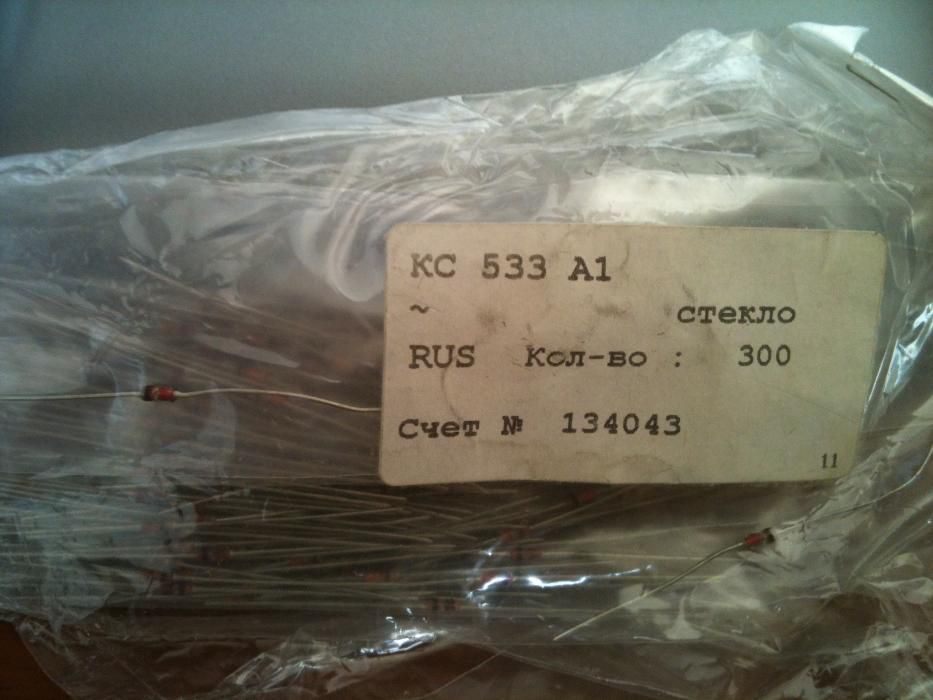 КС 533 А1
~ стекло
RUS Кол-во : 300
Счет № 134043
11